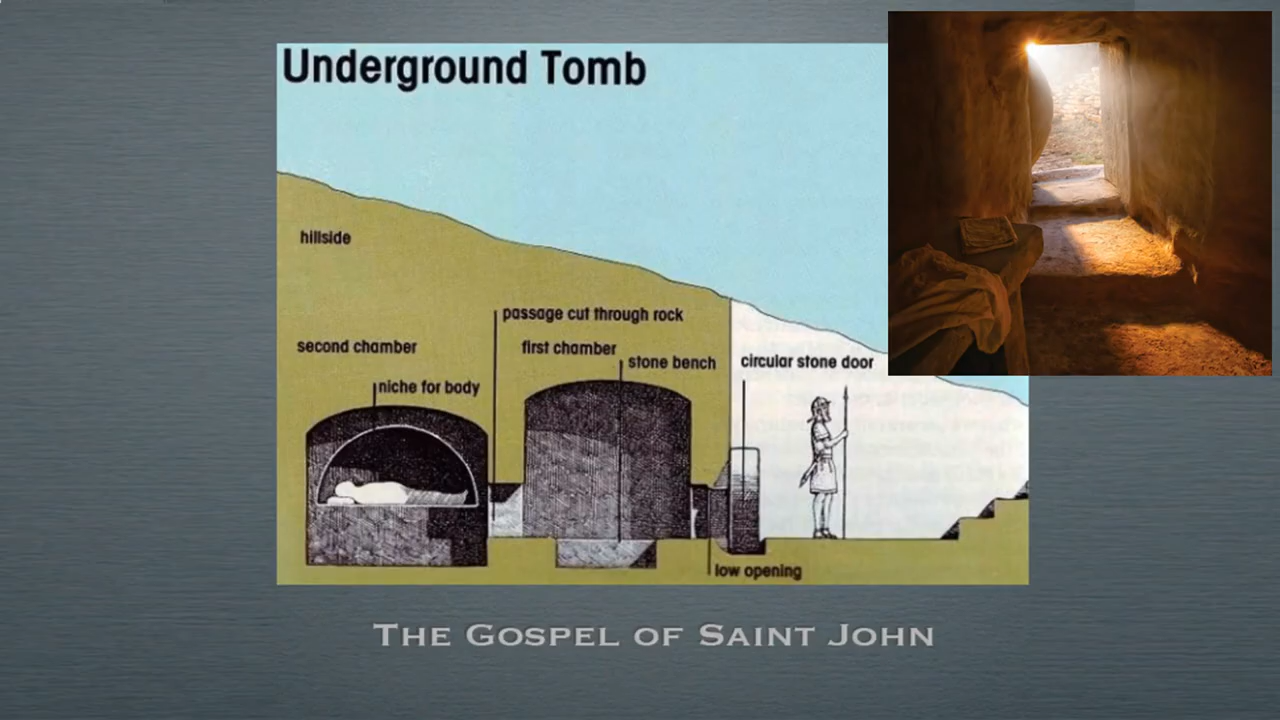 Underground Tomb
hillside
passage cut through rock
second chamber
first chamber
stone bench
circular stone door
niche for body
low opening
The Gospel of Saint John